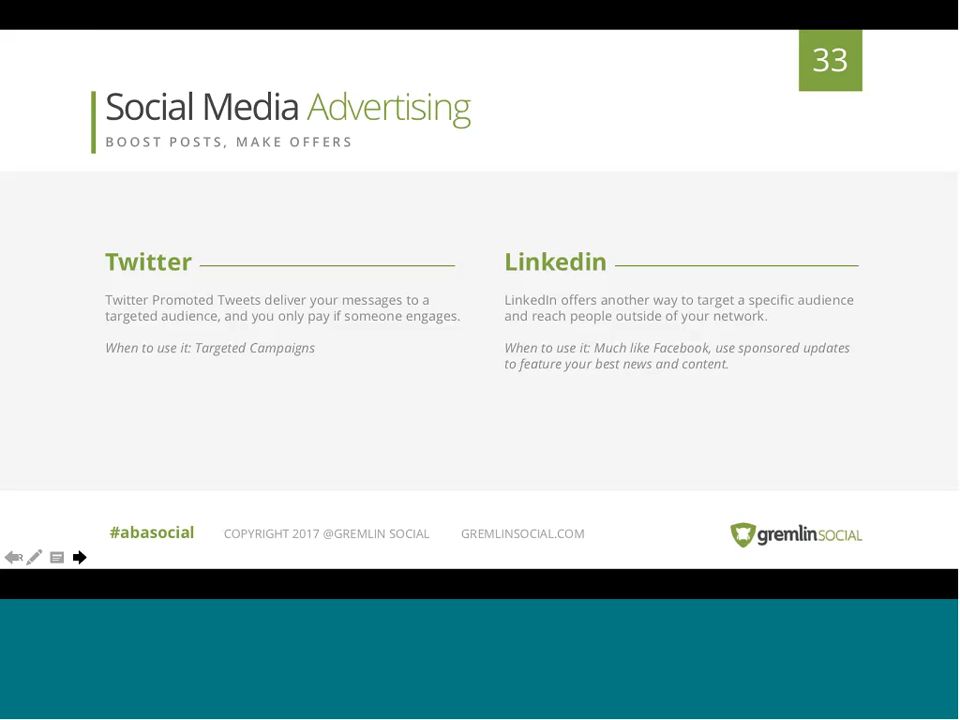 33
Social Media Advertising
BOOST POSTS, MAKE OFFERS
Twitter
Twitter Promoted Tweets deliver your messages to a
targeted audience, and you only pay if someone engages.
When to use it: Targeted Campaigns
Linkedin
LinkedIn offers another way to target a specific audience
and reach people outside of your network.
When to use it: Much like Facebook, use sponsored updates
to feature your best news and content.
#abasocial COPYRIGHT 2017 @GREMLIN SOCIAL GREMLINSOCIAL.COM
gremlinSOCIAL